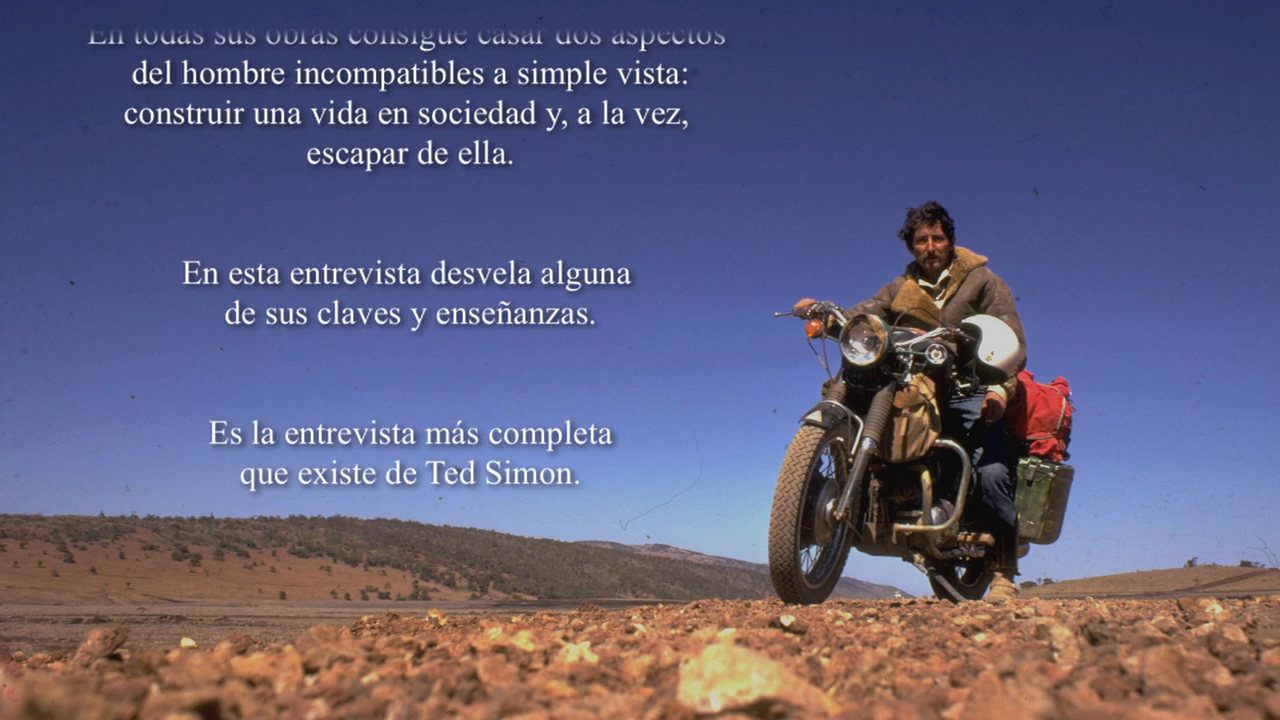 En todas sus obras consigue casar dos aspectos
del hombre incompatibles a simple vista:
construir una vida en sociedad y, a la vez,
escapar de ella.
En esta entrevista desvela alguna
de sus claves y enseñanzas.
Es la entrevista más completa
que existe de Ted Simon.